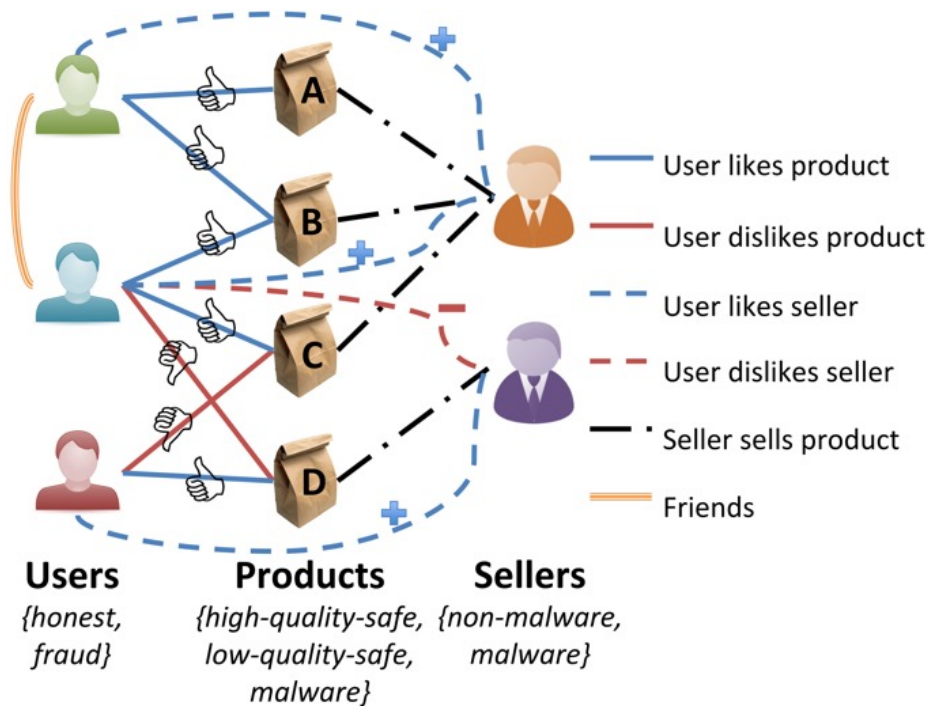 A
B
C
D
User likes product
User dislikes product
User likes seller
User dislikes seller
Seller sells product
Friends
Users
{honest,
fraud}
Products
{high-quality-safe,
low-quality-safe,
malware}
Sellers
{non-malware,
malware}